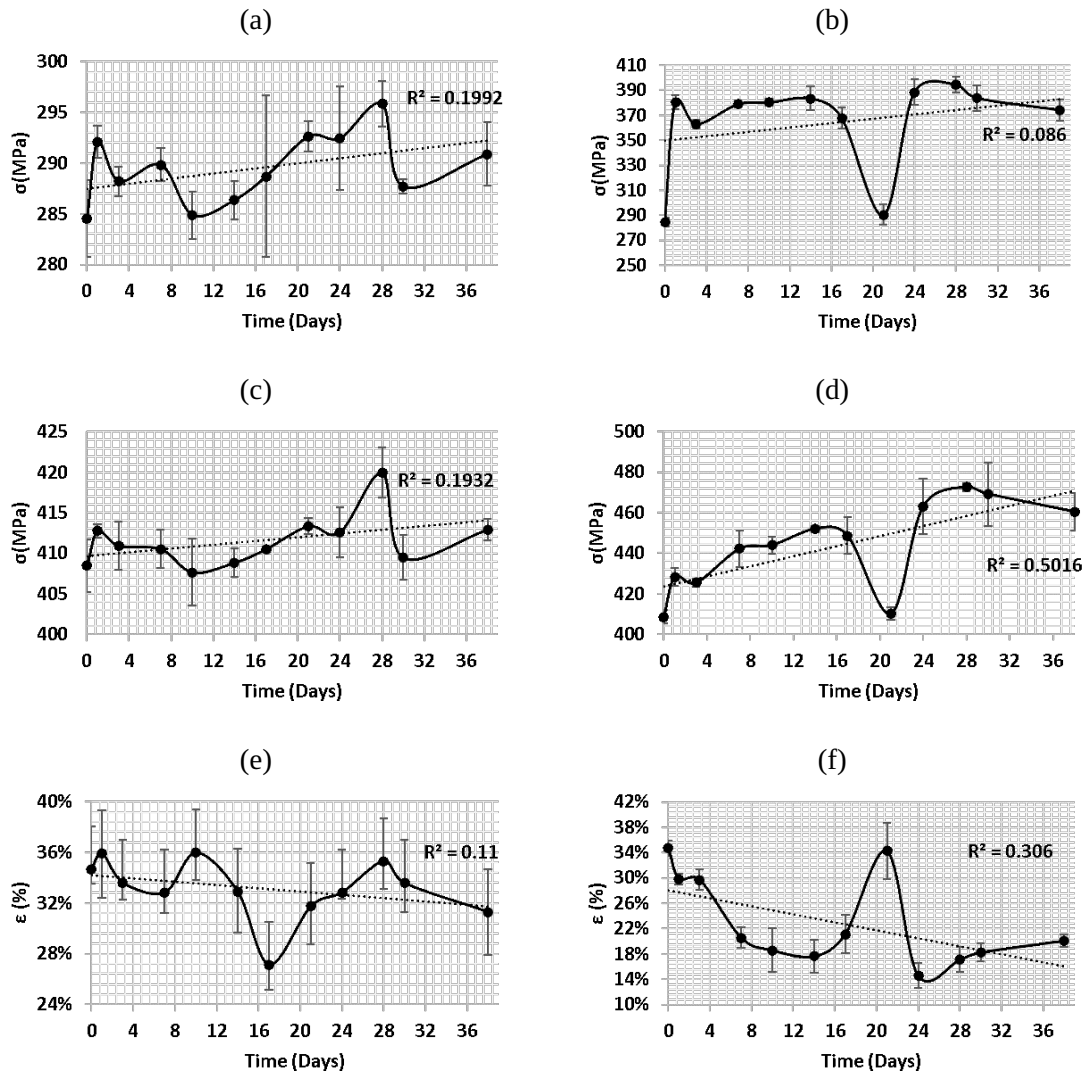 (a)
σ(MPa)
300
295
290
285
280
R² = 0.1992
0 4 8 12 16 20 24 28 32 36
Time (Days)
(b)
σ(MPa)
410
390
370
350
330
310
290
270
250
R² = 0.086
0 4 8 12 16 20 24 28 32 36
Time (Days)
(c)
σ(MPa)
425
420
415
410
405
400
R² = 0.1932
0 4 8 12 16 20 24 28 32 36
Time (Days)
(d)
σ(MPa)
500
480
460
440
420
400
R² = 0.5016
0 4 8 12 16 20 24 28 32 36
Time (Days)
(e)
ε (%)
40%
36%
32%
28%
24%
R² = 0.11
0 4 8 12 16 20 24 28 32 36
Time (Days)
(f)
ε (%)
42%
38%
34%
30%
26%
22%
18%
14%
10%
R² = 0.306
0 4 8 12 16 20 24 28 32 36
Time (Days)